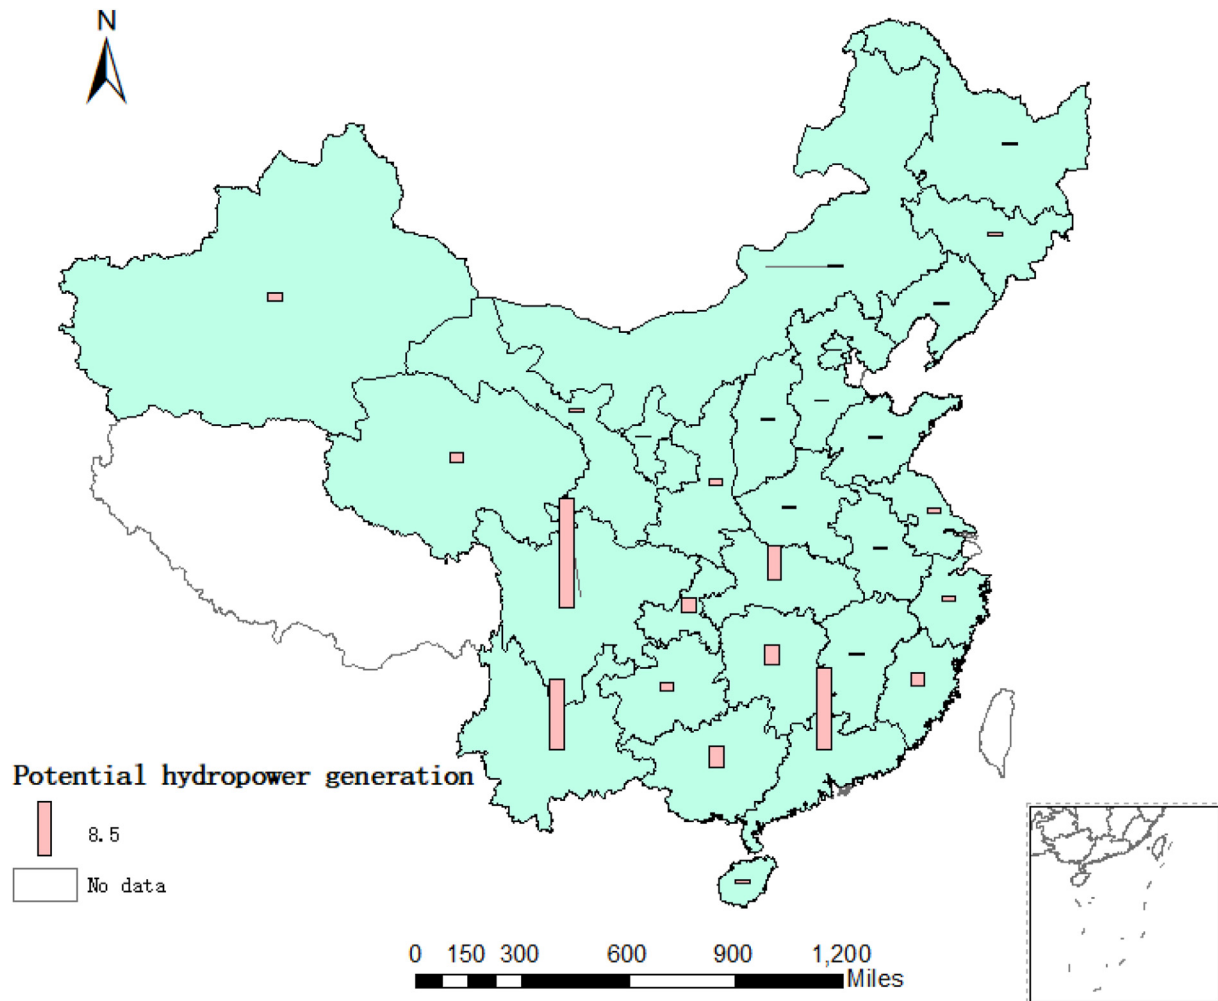 N
Potential hydropower generation
8.5
No data
0 150 300 600 900 1,200
Miles